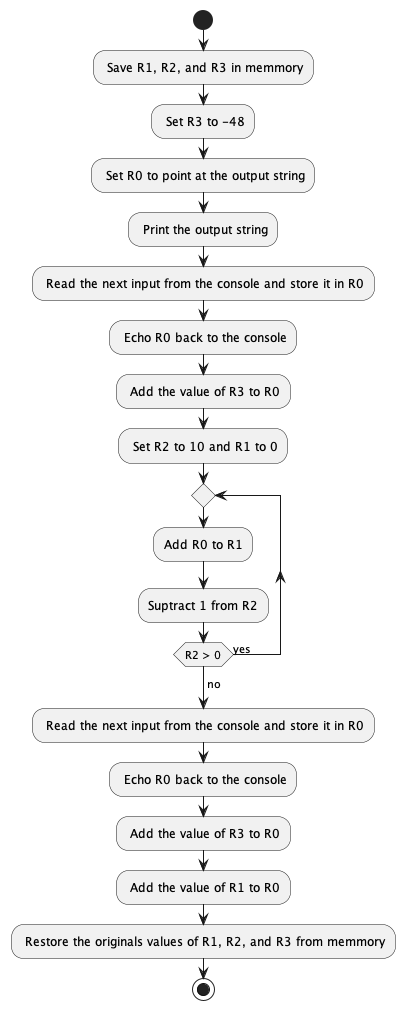 Save R1, R2, and R3 in memmory
Set R3 to -48
Set R0 to point at the output string
Print the output string
Read the next input from the console and store it in R0
Echo R0 back to the console
Add the value of R3 to R0
Set R2 to 10 and R1 to 0
Add R0 to R1
Suptract 1 from R2
R2 > 0
yes
no
Read the next input from the console and store it in R0
Echo R0 back to the console
Add the value of R3 to R0
Add the value of R1 to R0
Restore the originals values of R1, R2, and R3 from memmory